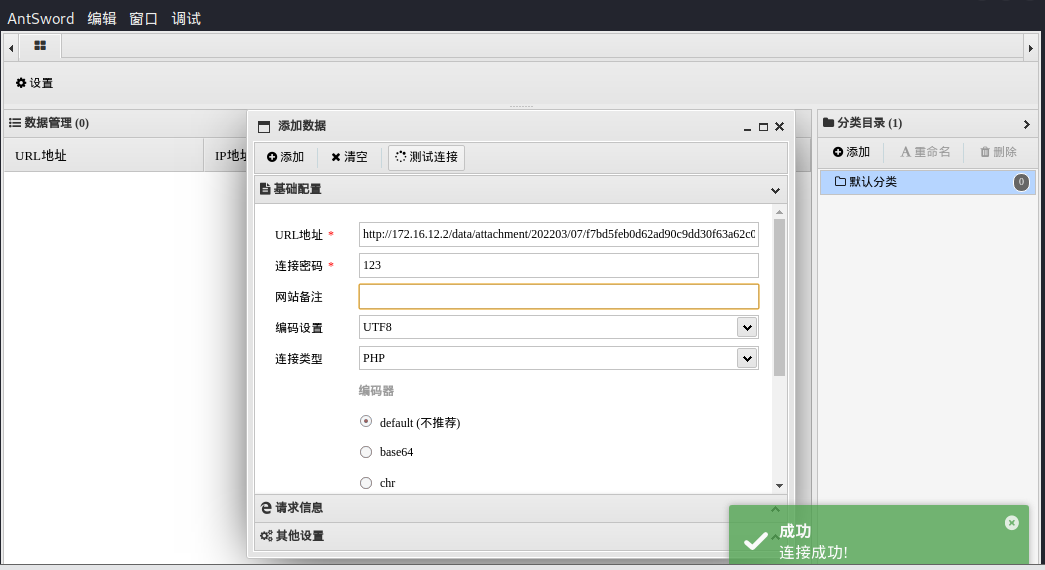 AntSword 编辑 窗口 调试
设置
数据管理 (0)
URL地址 IP地址
添加数据
添加 清空 测试连接
基础配置
URL地址 *
http://172.16.12.2/data/attachment/202203/07/f7bd5feb0d62ad90c9dd30f63a62c0
连接密码 *
123
网站备注
编码设置
UTF8
连接类型
PHP
编码器
default (不推荐)
base64
chr
请求信息
其他设置
分类目录 (1)
添加 重命名 删除
默认分类 0
成功
连接成功!